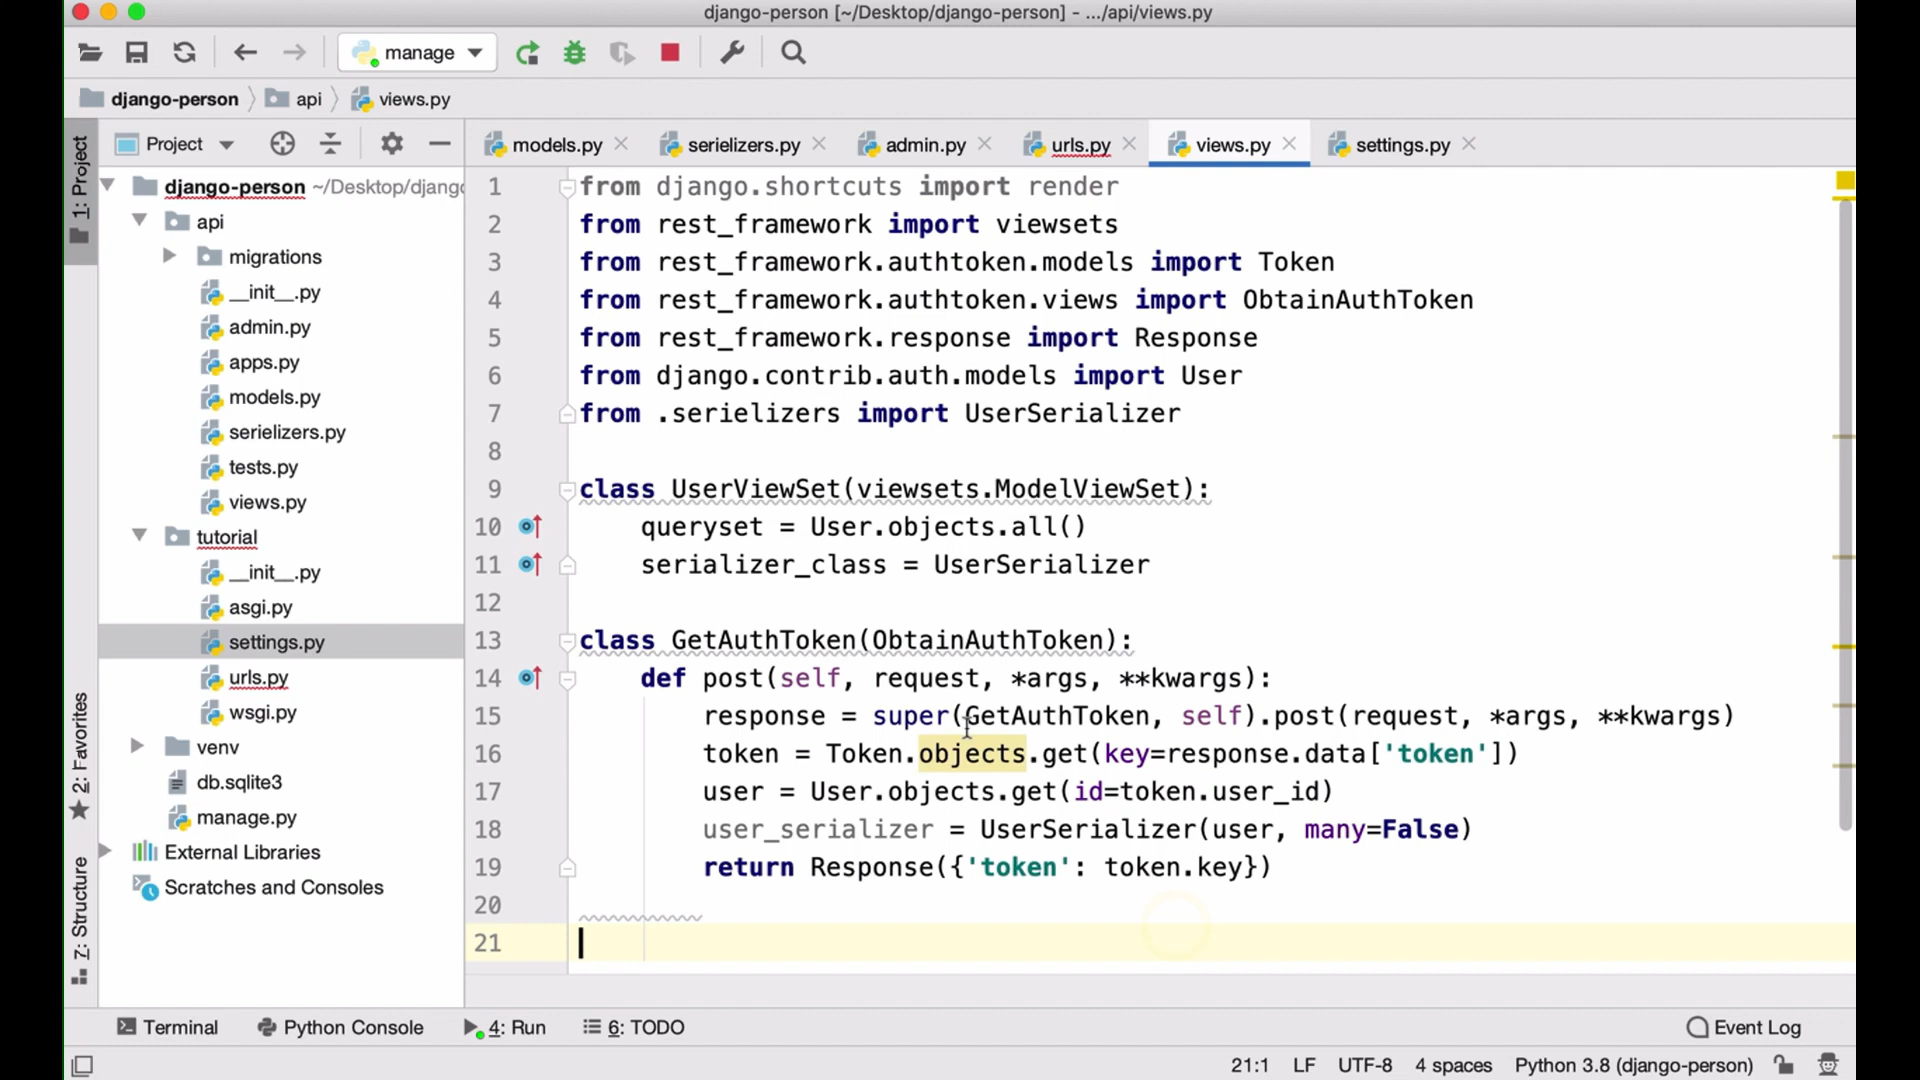 django-person [~/Desktop/django-person] - .../api/views.py
manage
django-person
api
views.py
1: Project
Project
models.py
serielizers.py
admin.py
urls.py
views.py
settings.py
django-person ~/Desktop/django
api
migrations
__init__.py
admin.py
apps.py
models.py
serielizers.py
tests.py
views.py
tutorial
__init__.py
asgi.py
settings.py
urls.py
wsgi.py
venv
db.sqlite3
manage.py
External Libraries
Scratches and Consoles
2: Favorites
7: Structure
1 from django.shortcuts import render
2 from rest_framework import viewsets
3 from rest_framework.authtoken.models import Token
4 from rest_framework.authtoken.views import ObtainAuthToken
5 from rest_framework.response import Response
6 from django.contrib.auth.models import User
7 from .serielizers import UserSerializer
8
9 class UserViewSet(viewsets.ModelViewSet):
10     queryset = User.objects.all()
11     serializer_class = UserSerializer
12
13 class GetAuthToken(ObtainAuthToken):
14     def post(self, request, *args, **kwargs):
15         response = super(GetAuthToken, self).post(request, *args, **kwargs)
16         token = Token.objects.get(key=response.data['token'])
17         user = User.objects.get(id=token.user_id)
18         user_serializer = UserSerializer(user, many=False)
19         return Response({'token': token.key})
20
21
Terminal
Python Console
4: Run
6: TODO
Event Log
21:1
LF
UTF-8
4 spaces
Python 3.8 (django-person)